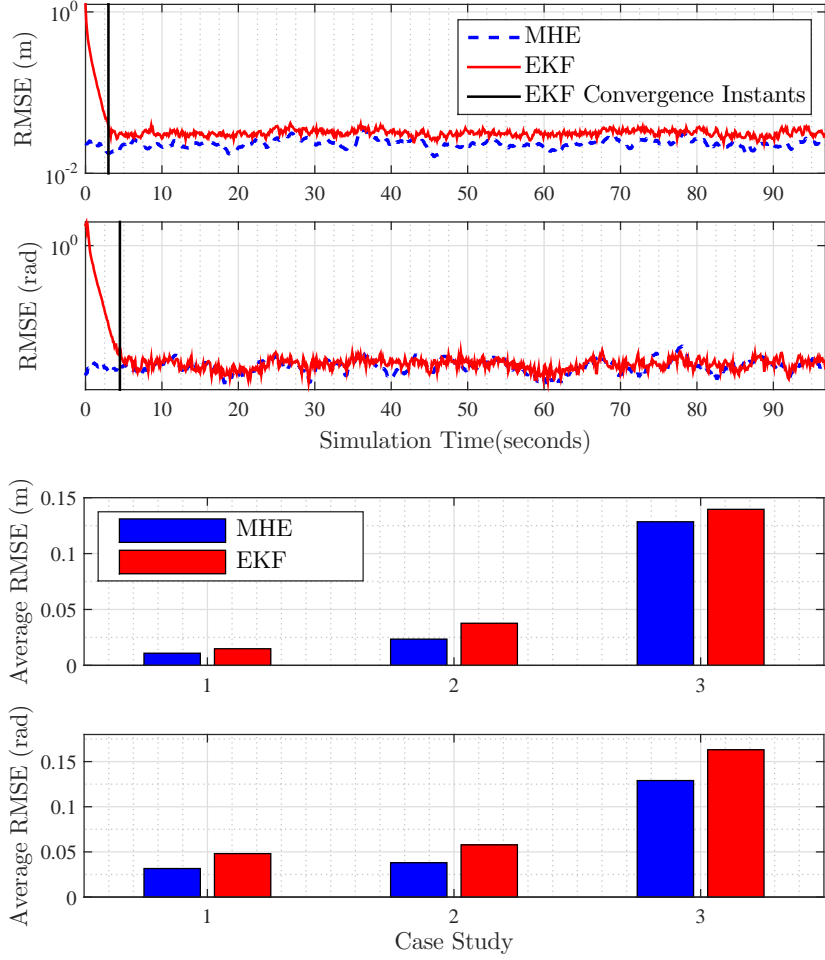 RMSE (m)
10^0
10^-2
MHE
EKF
EKF Convergence Instants
0 10 20 30 40 50 60 70 80 90
RMSE (rad)
10^0
0 10 20 30 40 50 60 70 80 90
Simulation Time(seconds)
Average RMSE (m)
0.15
0.1
0.05
0
MHE
EKF
1 2 3
Average RMSE (rad)
0.15
0.1
0.05
0
1 2 3
Case Study